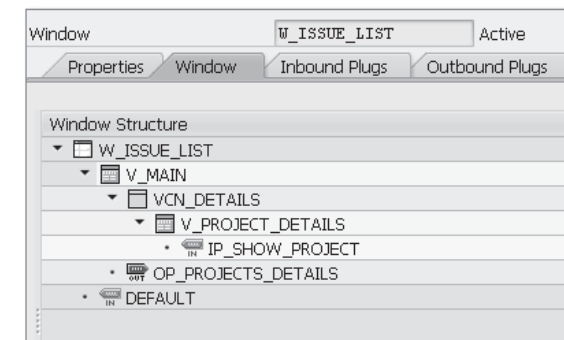 Window W_ISSUE_LIST Active
Properties Window Inbound Plugs Outbound Plugs
Window Structure
W_ISSUE_LIST
V_MAIN
VCN_DETAILS
V_PROJECT_DETAILS
IN IP_SHOW_PROJECT
OUT OP_PROJECTS_DETAILS
IN DEFAULT